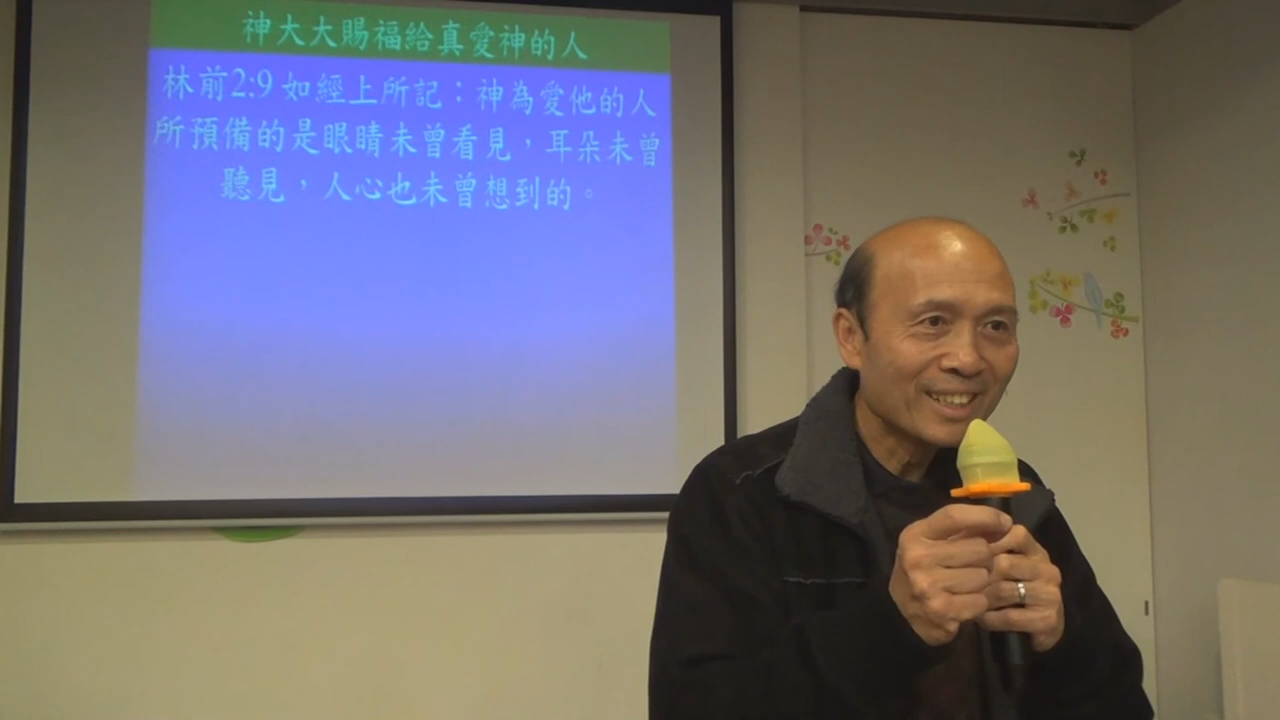 神大大賜福給真愛神的人
林前2:9 如經上所記：神為愛他的人
所預備的是眼睛未曾看見，耳朵未曾
聽見，人心也未曾想到的。